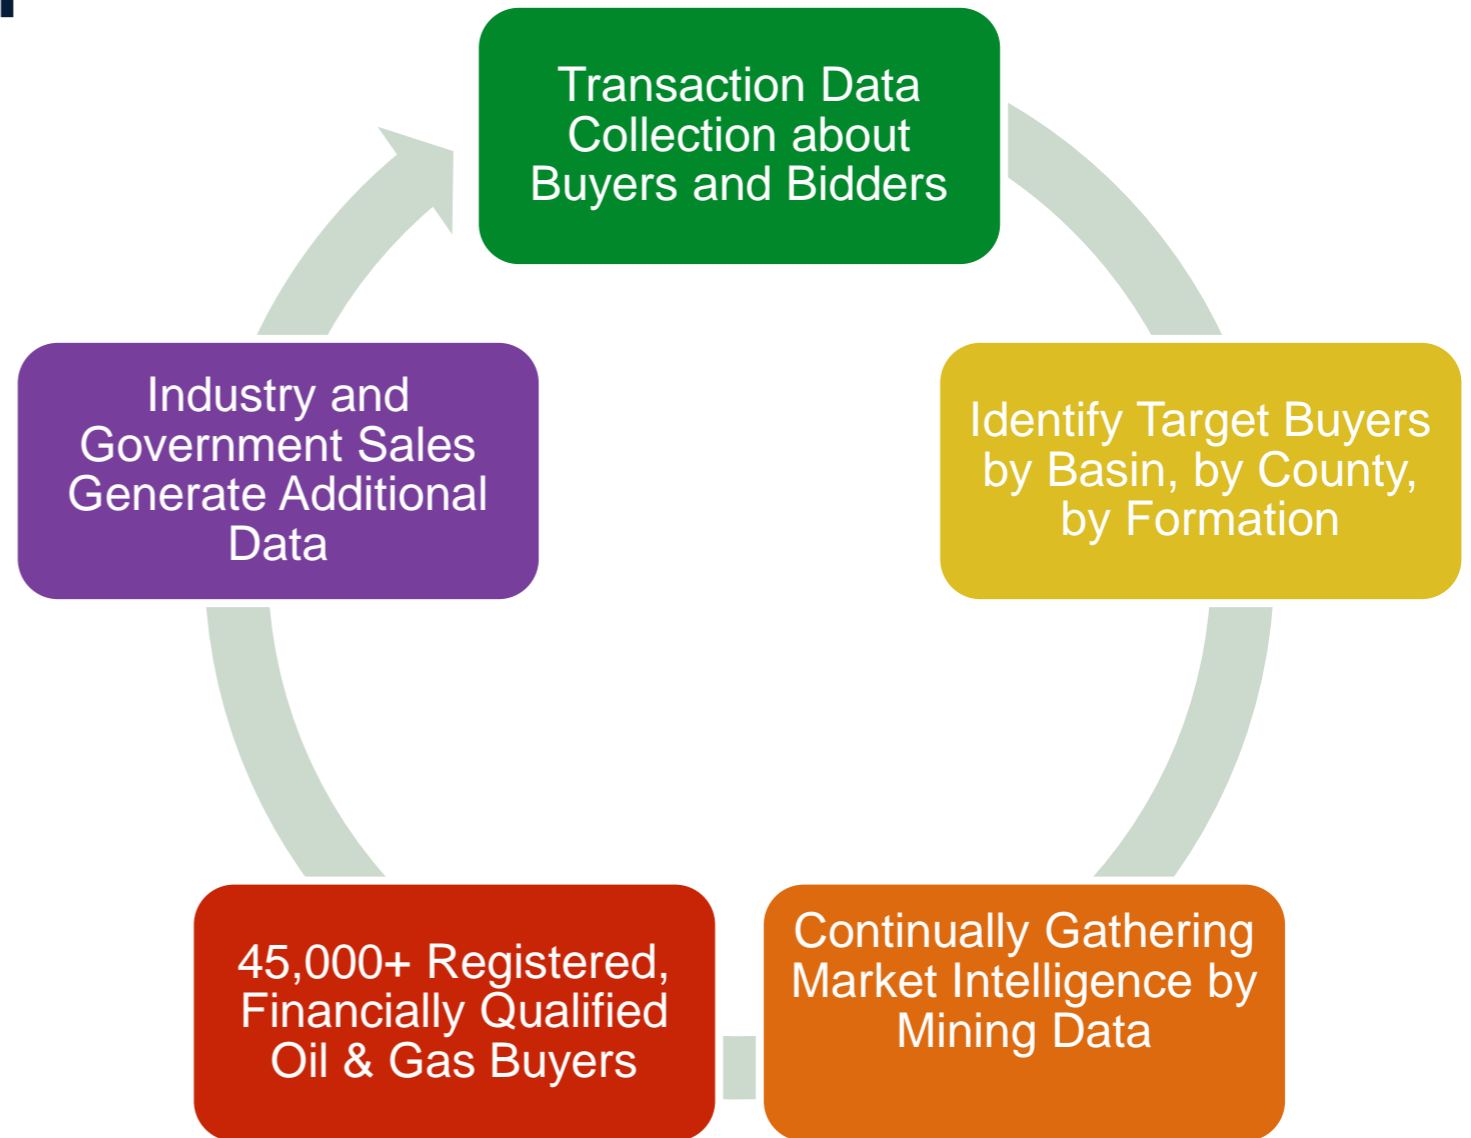 Transaction Data
Collection about
Buyers and Bidders
Identify Target Buyers
by Basin, by County,
by Formation
Continually Gathering
Market Intelligence by
Mining Data
45,000+ Registered,
Financially Qualified
Oil & Gas Buyers
Industry and
Government Sales
Generate Additional
Data